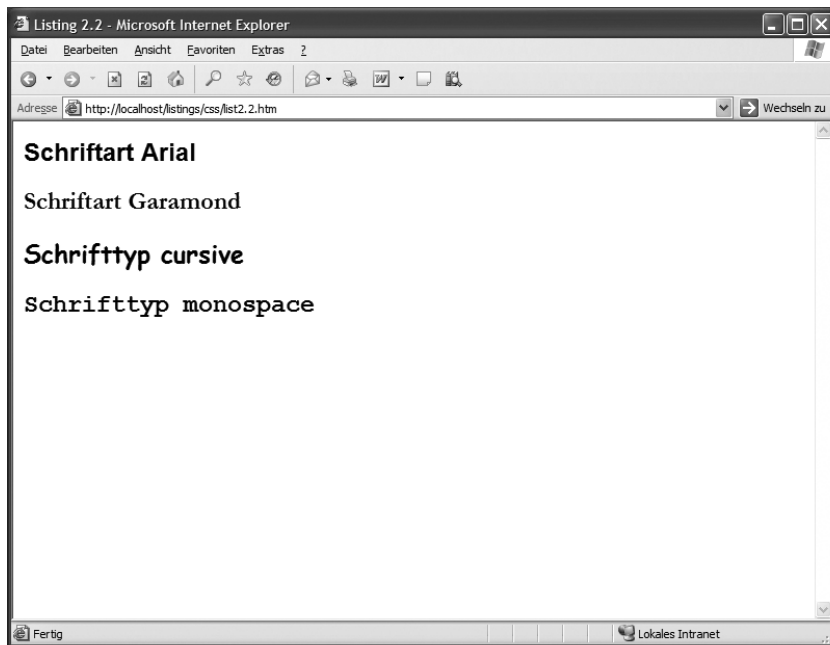 Listing 2.2 - Microsoft Internet Explorer
Datei Bearbeiten Ansicht Favoriten Extras ?
Adresse http://localhost/listings/css/list2.2.htm Wechseln zu
Schriftart Arial
Schriftart Garamond
Schrifttyp cursive
Schrifttyp monospace
Fertig Lokales Intranet